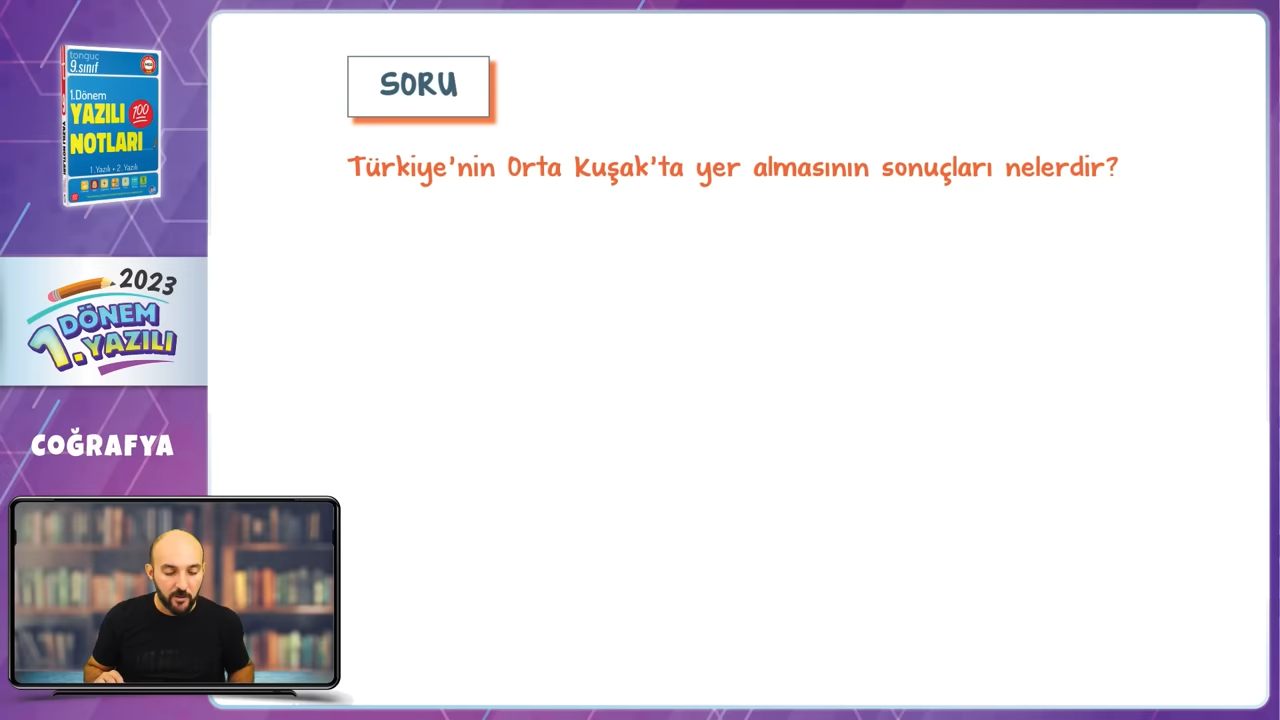 tonguç
9.sınıf
1.Dönem
YAZILI
100
NOTLARI
1.Yazılı • 2.Yazılı
2023
1. DÖNEM
YAZILI
COĞRAFYA
SORU
Türkiye'nin Orta Kuşak'ta yer almasının sonuçları nelerdir?